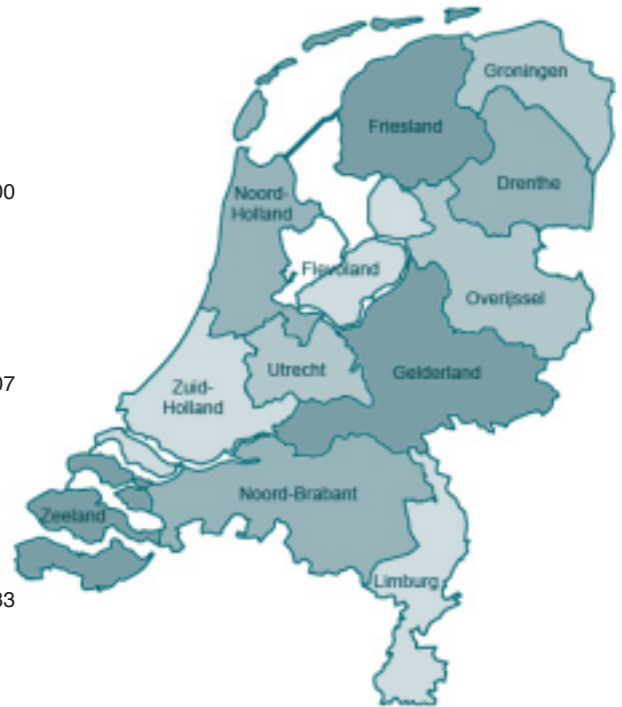 Groningen
Friesland
Drenthe
00
Noord-
Holland
Flevoland
Overijssel
Utrecht
Gelderland
07
Zuid-
Holland
Noord-Brabant
Zeeland
Limburg